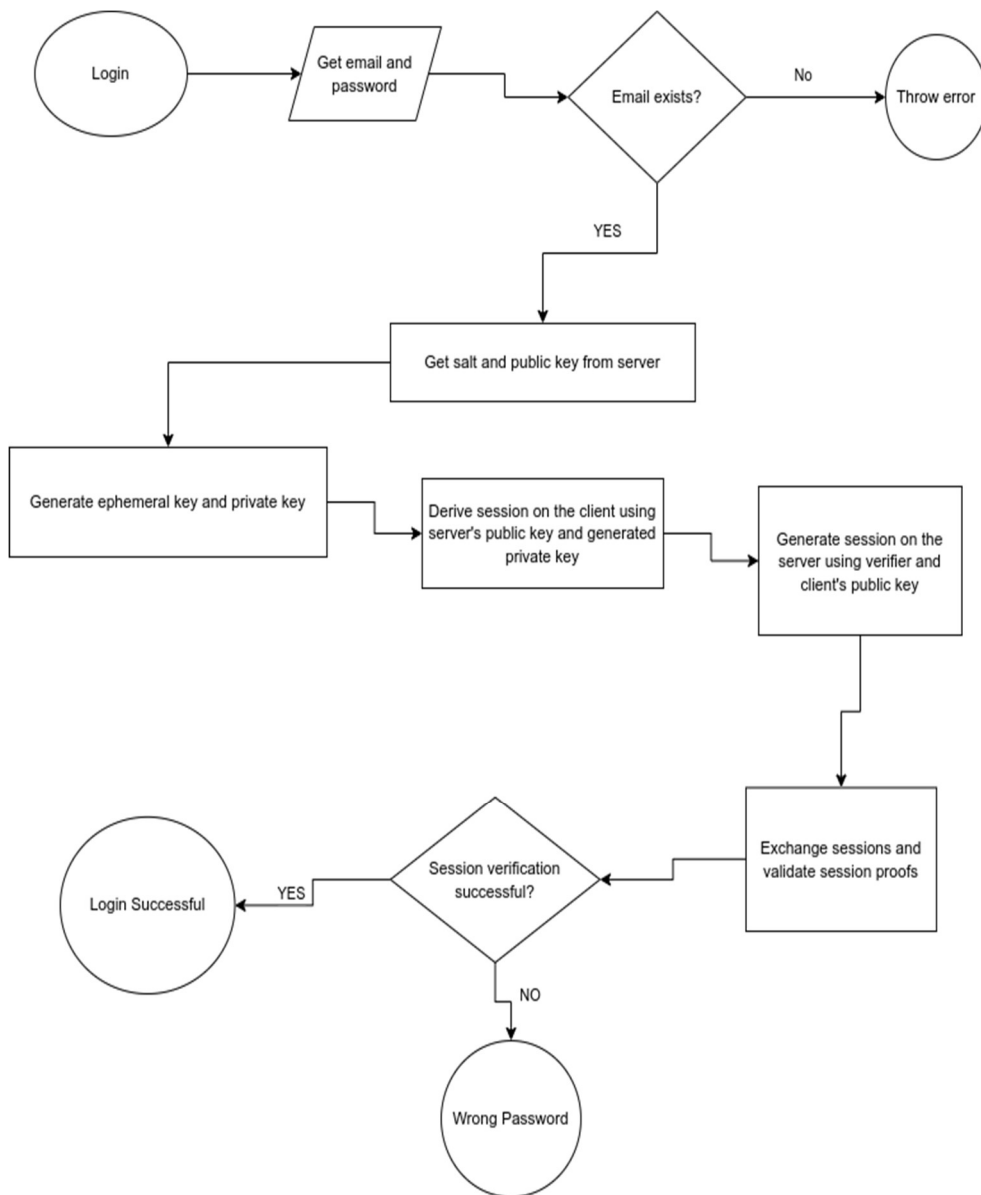 Login
Get email and
password
Email exists?
No
Throw error
YES
Get salt and public key from server
Generate ephemeral key and private key
Derive session on the client using
server's public key and generated
private key
Generate session on the
server using verifier and
client's public key
Exchange sessions and
validate session proofs
Session verification
successful?
YES
Login Successful
NO
Wrong Password